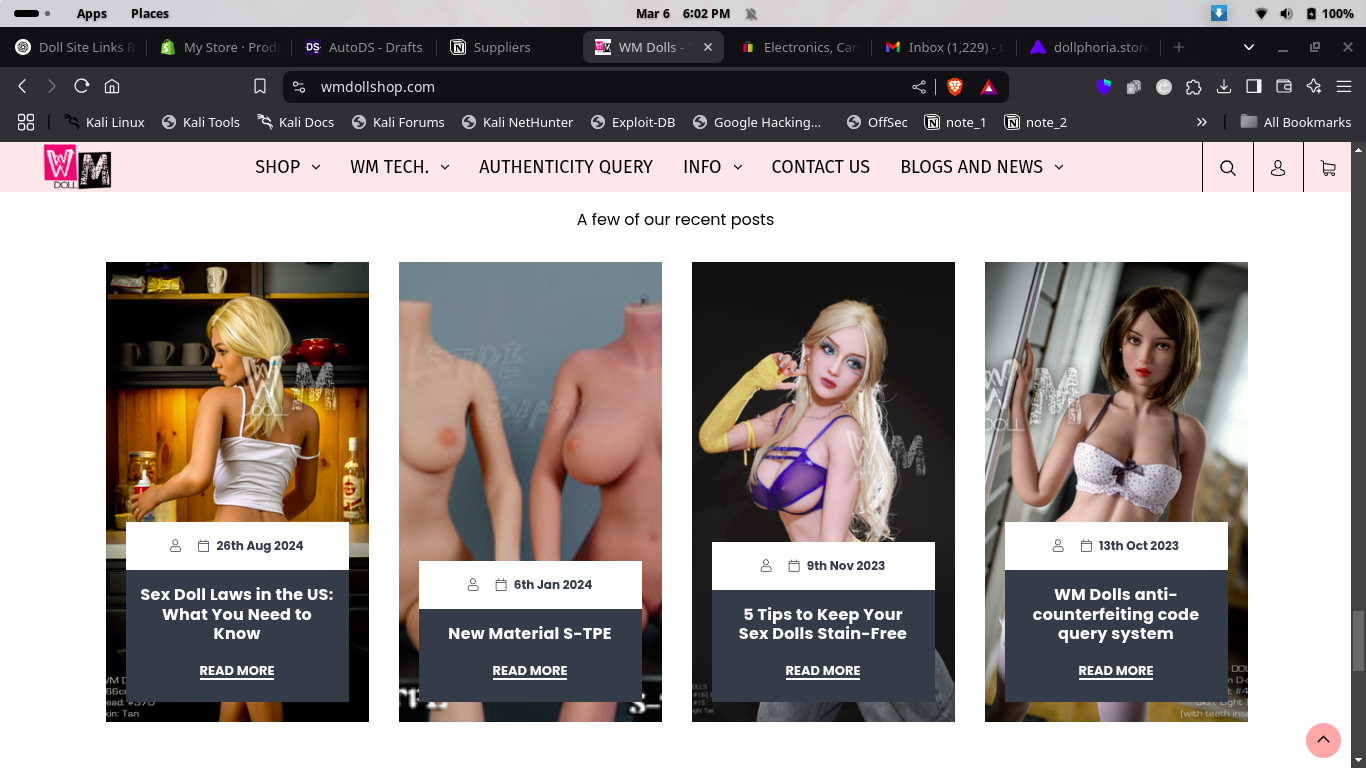 Apps Places Mar 6 6:02 PM 100%
Doll Site Links R My Store · Prod AutoDS - Drafts Suppliers WM Dolls - Electronics, Car Inbox (1,229) - dollphoria.store
wmdollshop.com
Kali Linux Kali Tools Kali Docs Kali Forums Kali NetHunter Exploit-DB Google Hacking... OffSec note_1 note_2 » All Bookmarks
WM DOLL SHOP WM TECH. AUTHENTICITY QUERY INFO CONTACT US BLOGS AND NEWS
A few of our recent posts
WM DOLL
26th Aug 2024
Sex Doll Laws in the US:
What You Need to
Know
READ MORE
6th Jan 2024
New Material S-TPE
READ MORE
WM DOLL
9th Nov 2023
5 Tips to Keep Your
Sex Dolls Stain-Free
READ MORE
WM DOLL
13th Oct 2023
WM Dolls anti-
counterfeiting code
query system
READ MORE